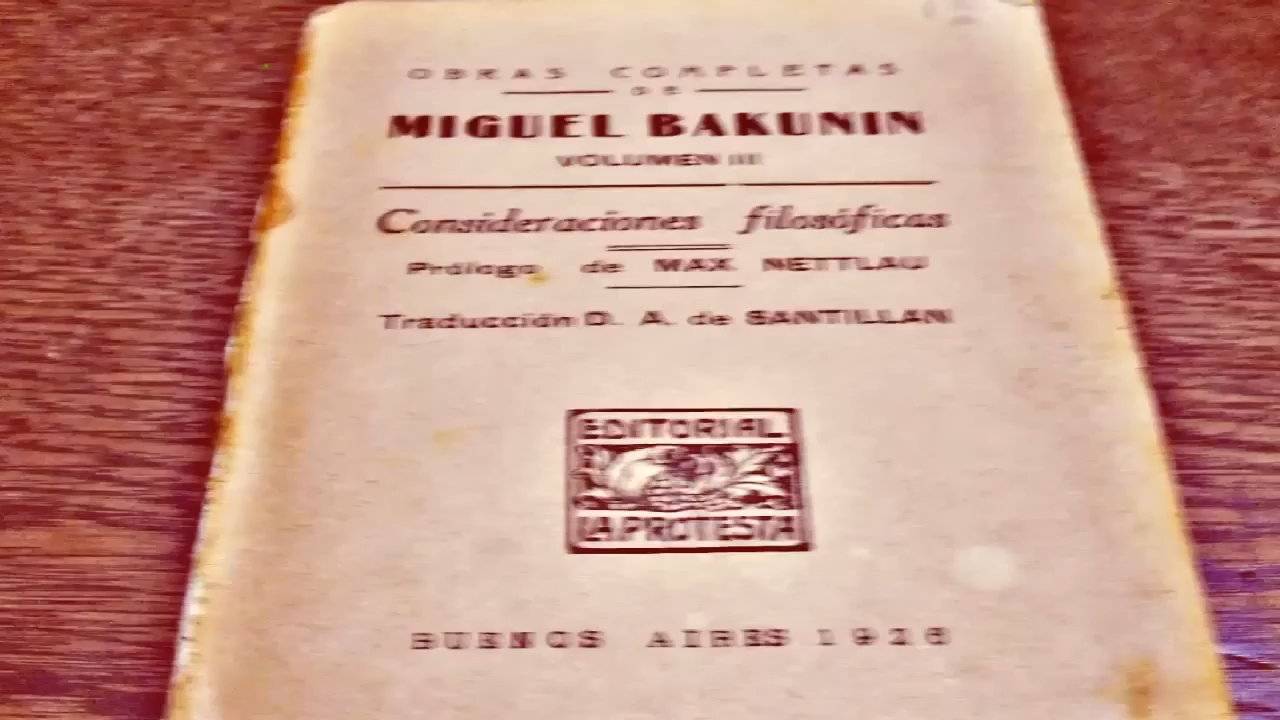 OBRAS COMPLETAS
DE
MIGUEL BAKUNIN
VOLUMEN III
Consideraciones filosóficas
Prólogo de MAX NETTLAU
Traducción D. A. de SANTILLAN
EDITORIAL
LA PROTESTA
BUENOS AIRES 1926